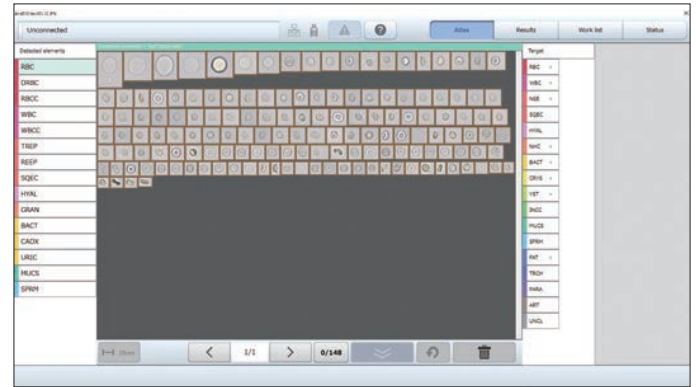 Unconnected
Atlas
Results
Work list
Status
Detected elements
RBC
DRBC
RBCC
WBC
WBCC
TREP
REEP
SQEC
HYAL
GRAN
BACT
CAOX
URIC
MUCS
SPRM
1/1
0/148
Target
RBC
WBC
NSE
SQEC
HYAL
NHC
BACT
CRYS
YST
MUCS
SPRM
FAT
TRCH
PARA
ART
UNCL